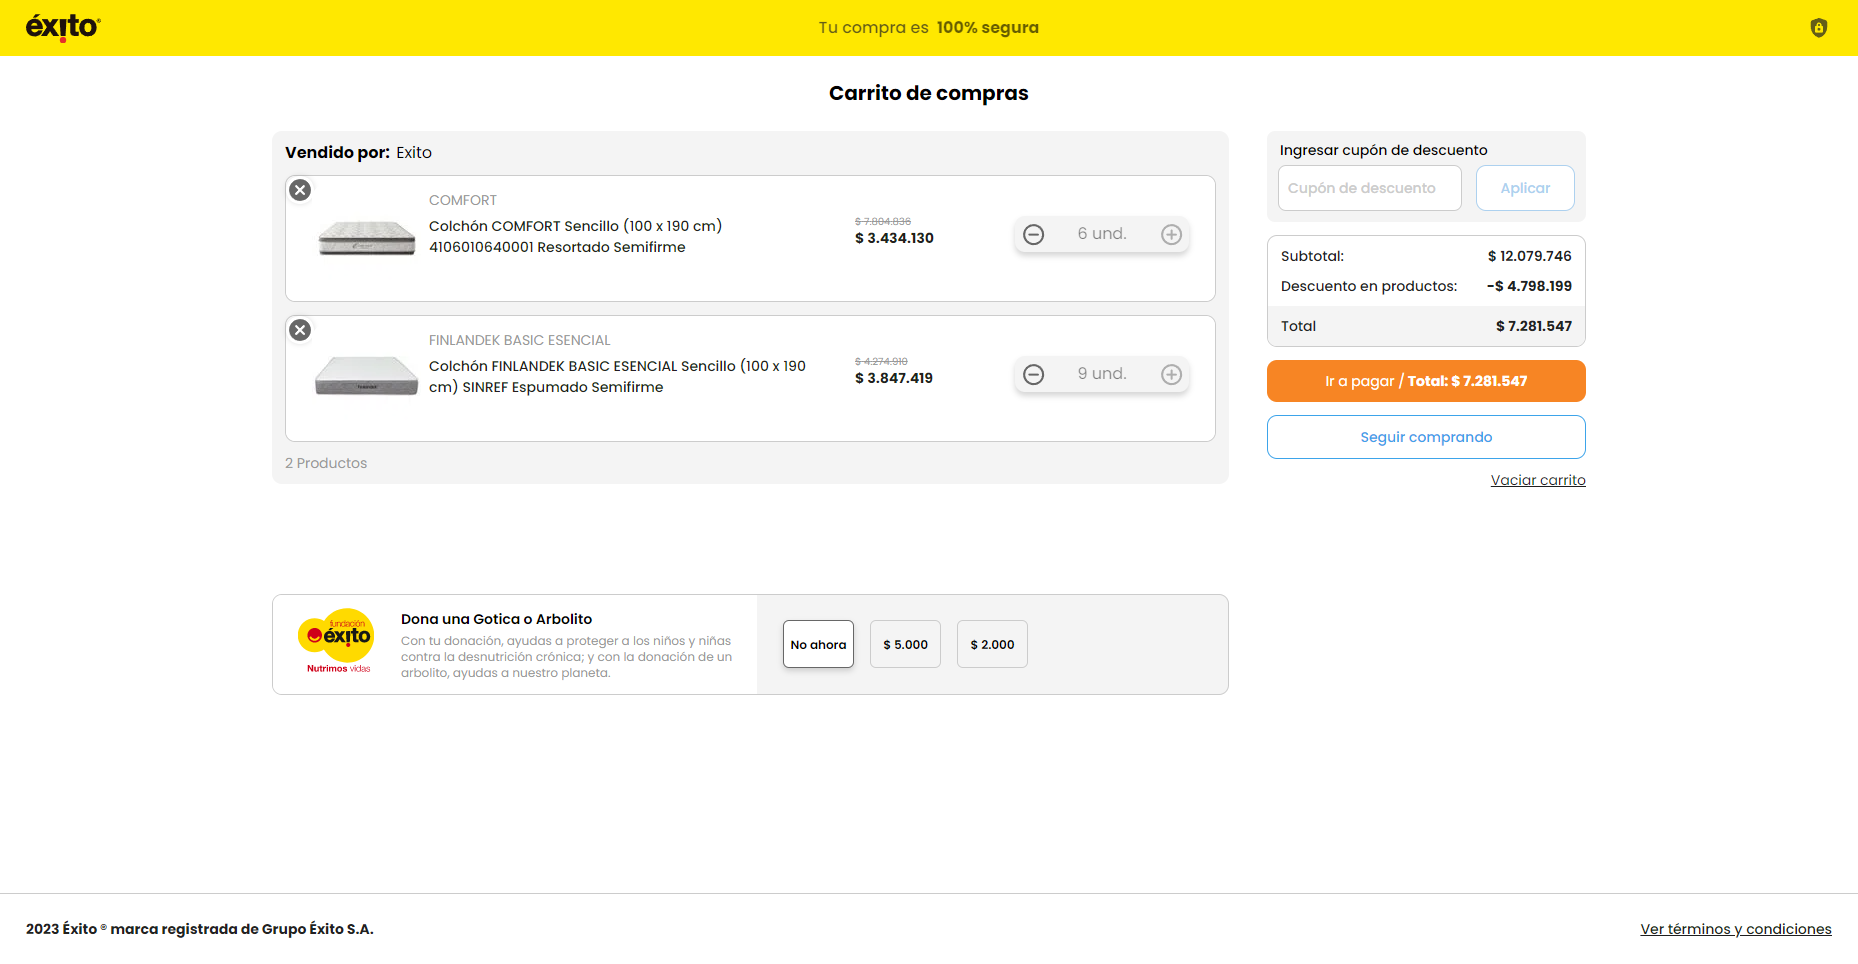 éxito®
Tu compra es 100% segura
Carrito de compras
Vendido por: Exito
COMFORT
Colchón COMFORT Sencillo (100 x 190 cm)
4106010640001 Resortado Semifirme
$ 7.804.836
$ 3.434.130
6 und.
FINLANDEK BASIC ESENCIAL
Colchón FINLANDEK BASIC ESENCIAL Sencillo (100 x 190
cm) SINREF Espumado Semifirme
$ 4.274.910
$ 3.847.419
9 und.
2 Productos
Ingresar cupón de descuento
Cupón de descuento
Aplicar
Subtotal: $ 12.079.746
Descuento en productos: -$ 4.798.199
Total $ 7.281.547
Ir a pagar / Total: $ 7.281.547
Seguir comprando
Vaciar carrito
fundación
éxito
Nutrimos vidas
Dona una Gotica o Arbolito
Con tu donación, ayudas a proteger a los niños y niñas
contra la desnutrición crónica; y con la donación de un
arbolito, ayudas a nuestro planeta.
No ahora
$ 5.000
$ 2.000
2023 Éxito ® marca registrada de Grupo Éxito S.A.
Ver términos y condiciones